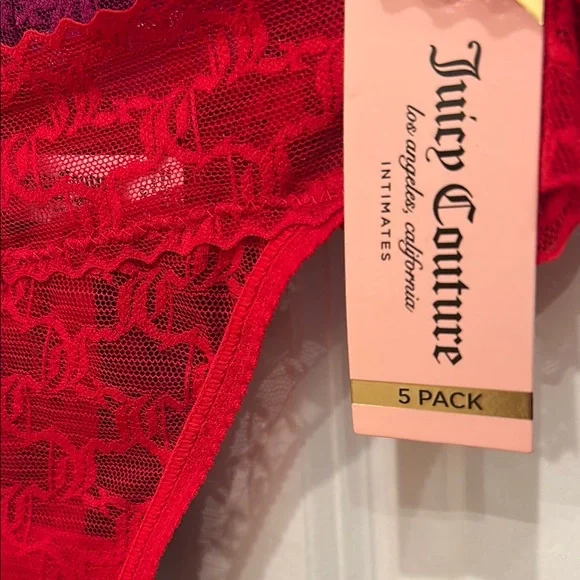 Juicy Couture
los angeles, california
INTIMATES
5 PACK